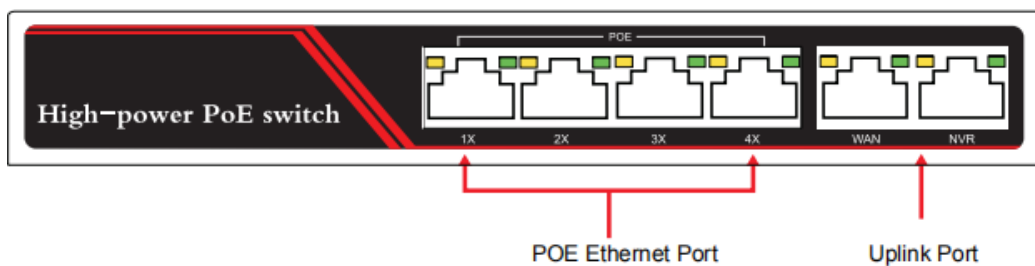 POE
High-power PoE switch
1X 2X 3X 4X WAN NVR
POE Ethernet Port Uplink Port